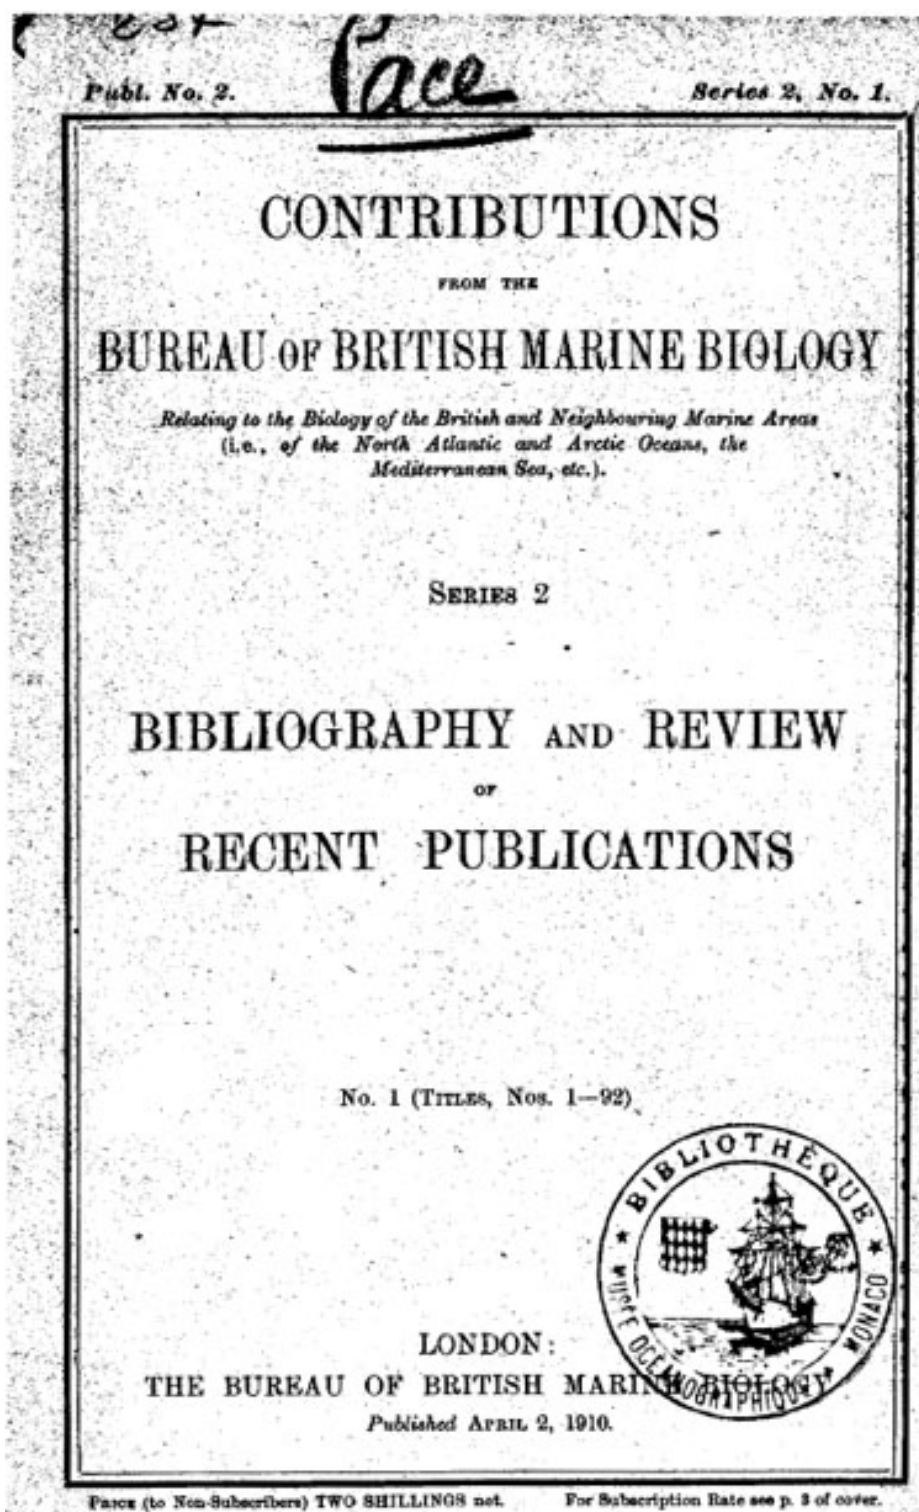 Pace
Publ. No. 2. Series 2, No. 1.
CONTRIBUTIONS
FROM THE
BUREAU OF BRITISH MARINE BIOLOGY
Relating to the Biology of the British and Neighbouring Marine Areas
(i.e., of the North Atlantic and Arctic Oceans, the
Mediterranean Sea, etc.).
SERIES 2
BIBLIOGRAPHY AND REVIEW
OF
RECENT PUBLICATIONS
No. 1 (TITLES, Nos. 1—92)
BIBLIOTHÈQUE
MUSÉE OCÉANOGRAPHIQUE MONACO
LONDON:
THE BUREAU OF BRITISH MARINE BIOLOGY
Published APRIL 2, 1910.
PRICE (to Non-Subscribers) TWO SHILLINGS net. For Subscription Rate see p. 3 of cover.